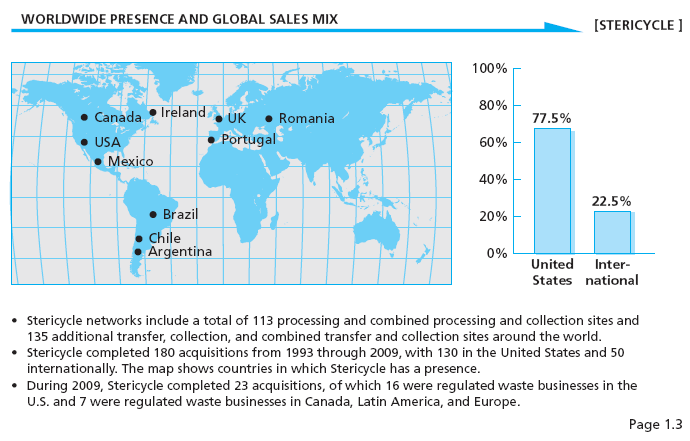 WORLDWIDE PRESENCE AND GLOBAL SALES MIX
[STERICYCLE ]
Canada
Ireland
UK
Romania
USA
Portugal
Mexico
Brazil
Chile
Argentina
100%
80%
60%
40%
20%
0%
77.5%
22.5%
United
States
Inter-
national
• Stericycle networks include a total of 113 processing and combined processing and collection sites and
135 additional transfer, collection, and combined transfer and collection sites around the world.
• Stericycle completed 180 acquisitions from 1993 through 2009, with 130 in the United States and 50
internationally. The map shows countries in which Stericycle has a presence.
• During 2009, Stericycle completed 23 acquisitions, of which 16 were regulated waste businesses in the
U.S. and 7 were regulated waste businesses in Canada, Latin America, and Europe.
Page 1.3